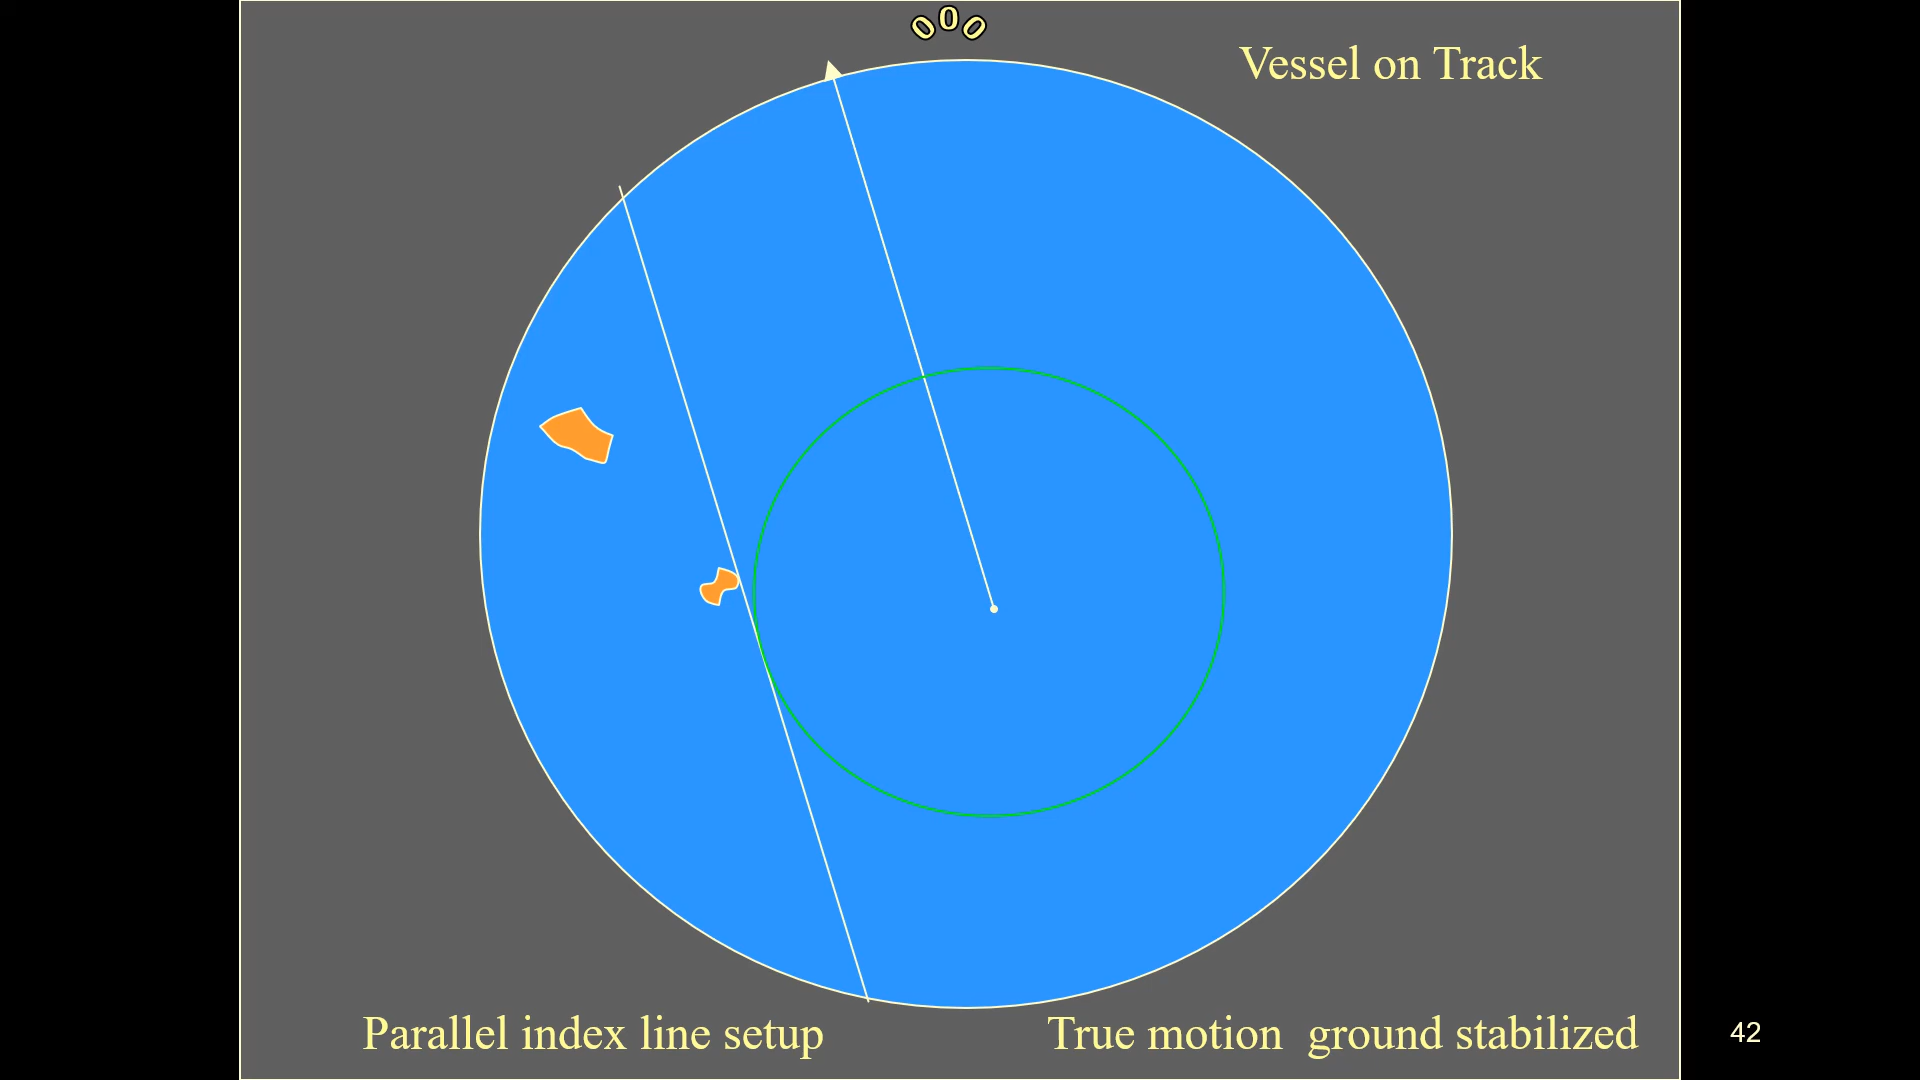 000
Vessel on Track
Parallel index line setup
True motion  ground stabilized
42